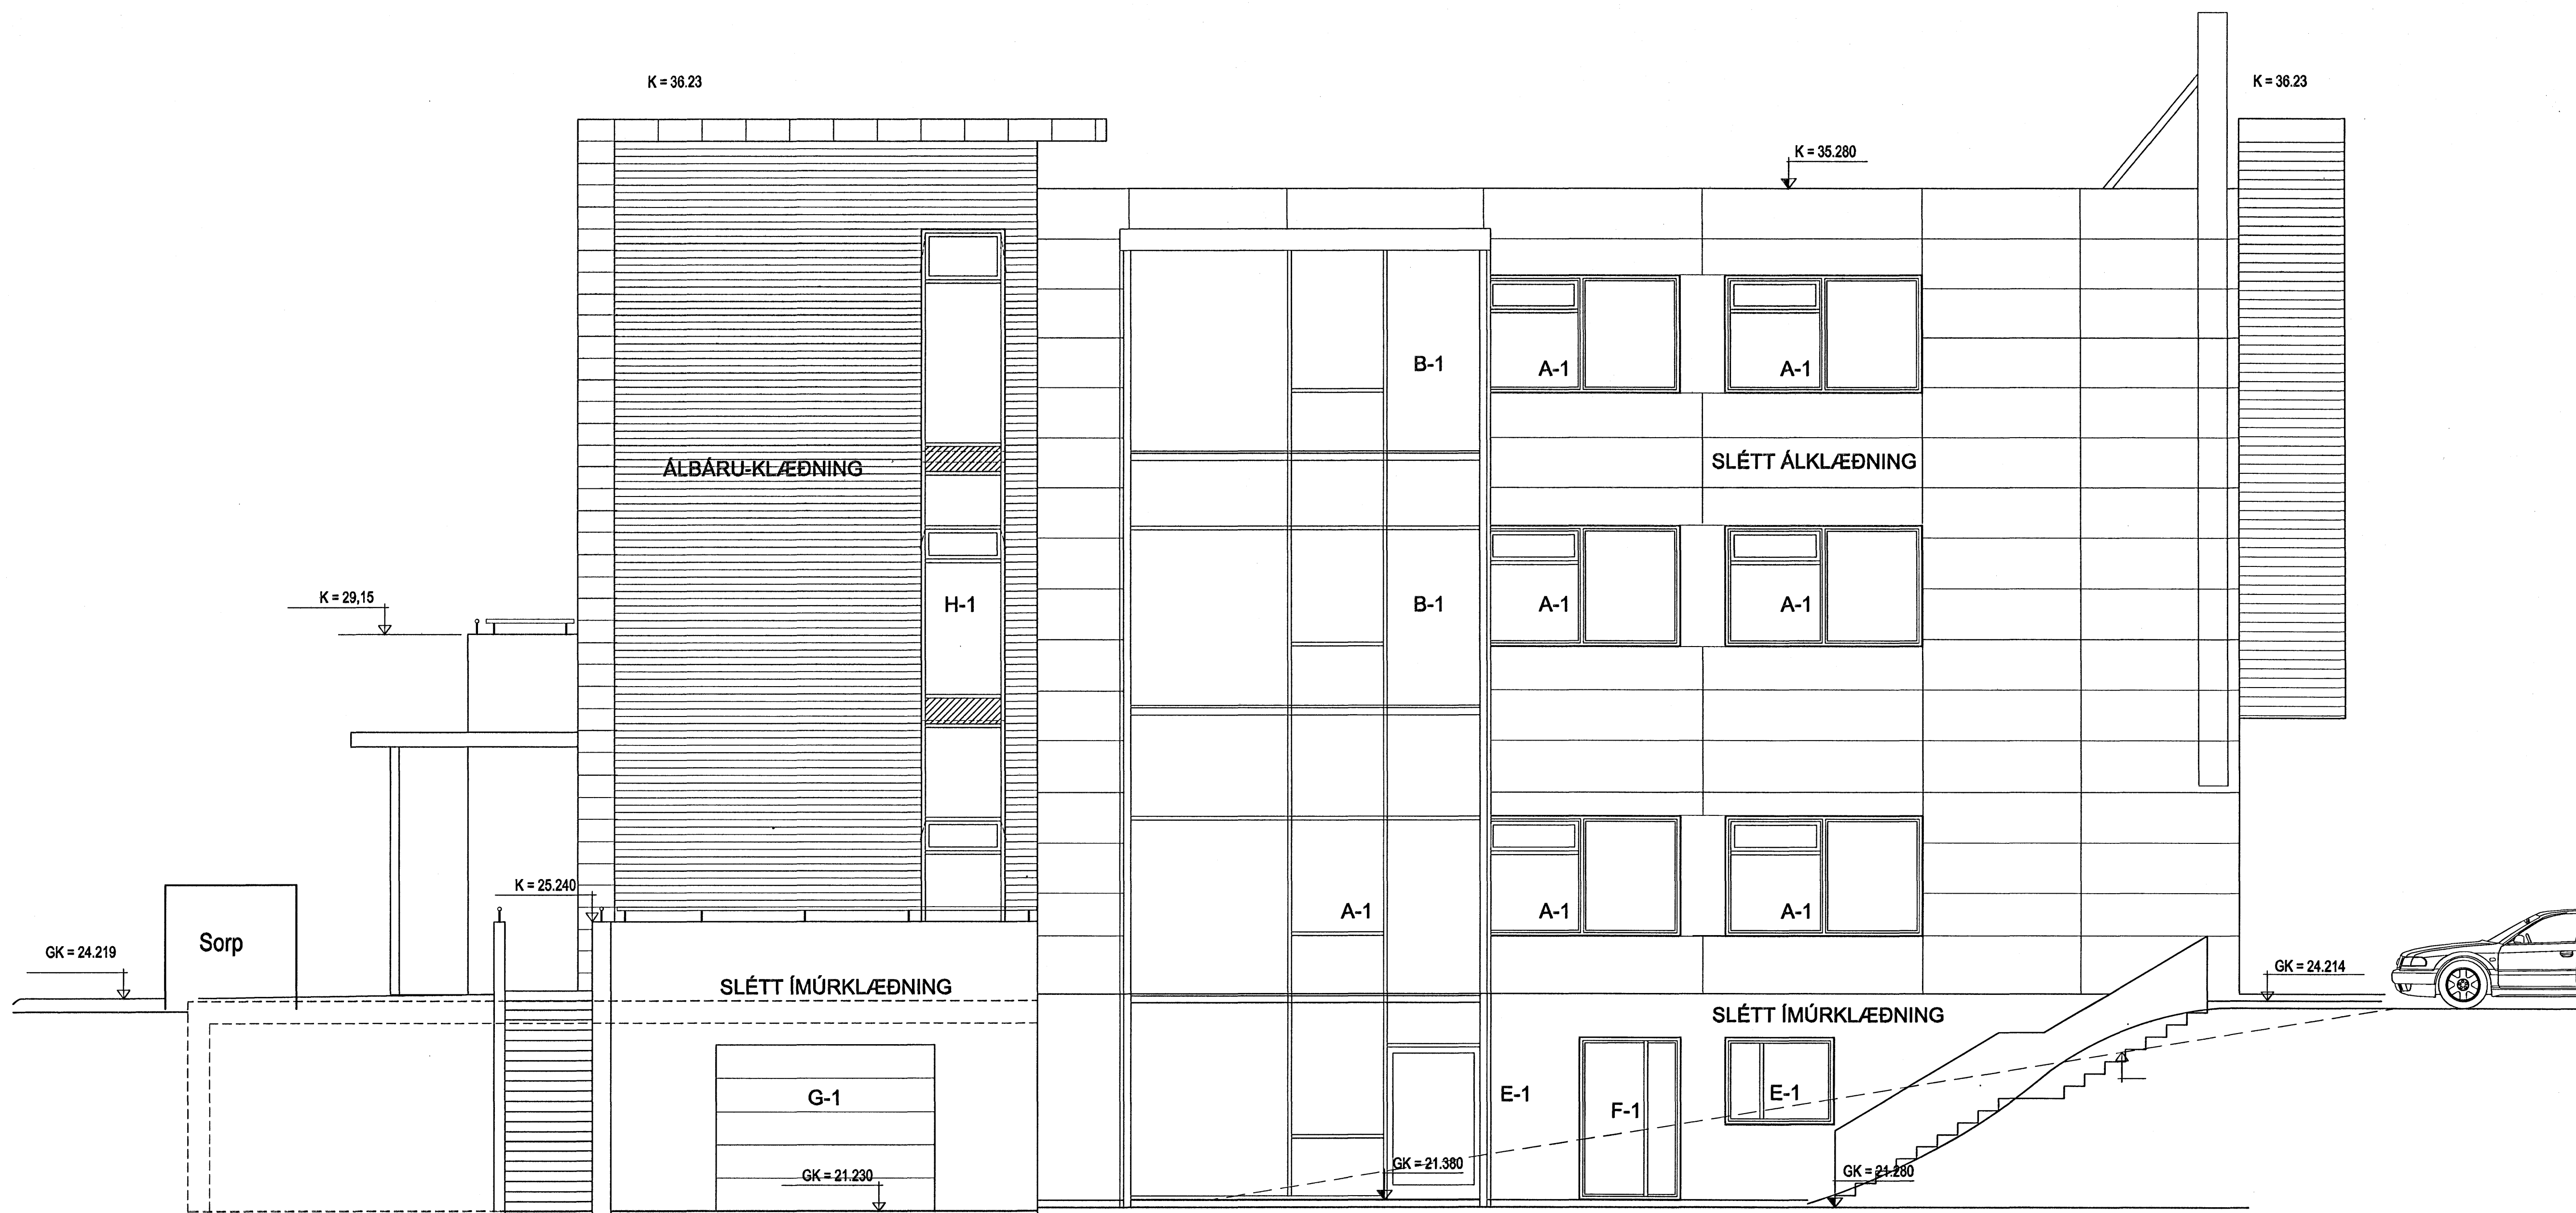 K = 36.23
K = 36.23
K = 35.280
B-1
A-1
A-1
ÁLBÁRU-KLÆÐNING
SLÉTT ÁLKLÆÐNING
K = 29,15
H-1
B-1
A-1
A-1
K = 25.240
A-1
A-1
A-1
GK = 24.219
Sorp
GK = 24.214
SLÉTT ÍMÚRKLÆÐNING
SLÉTT ÍMÚRKLÆÐNING
G-1
E-1
F-1
E-1
GK = 21.230
GK = 21.380
GK = 21.280